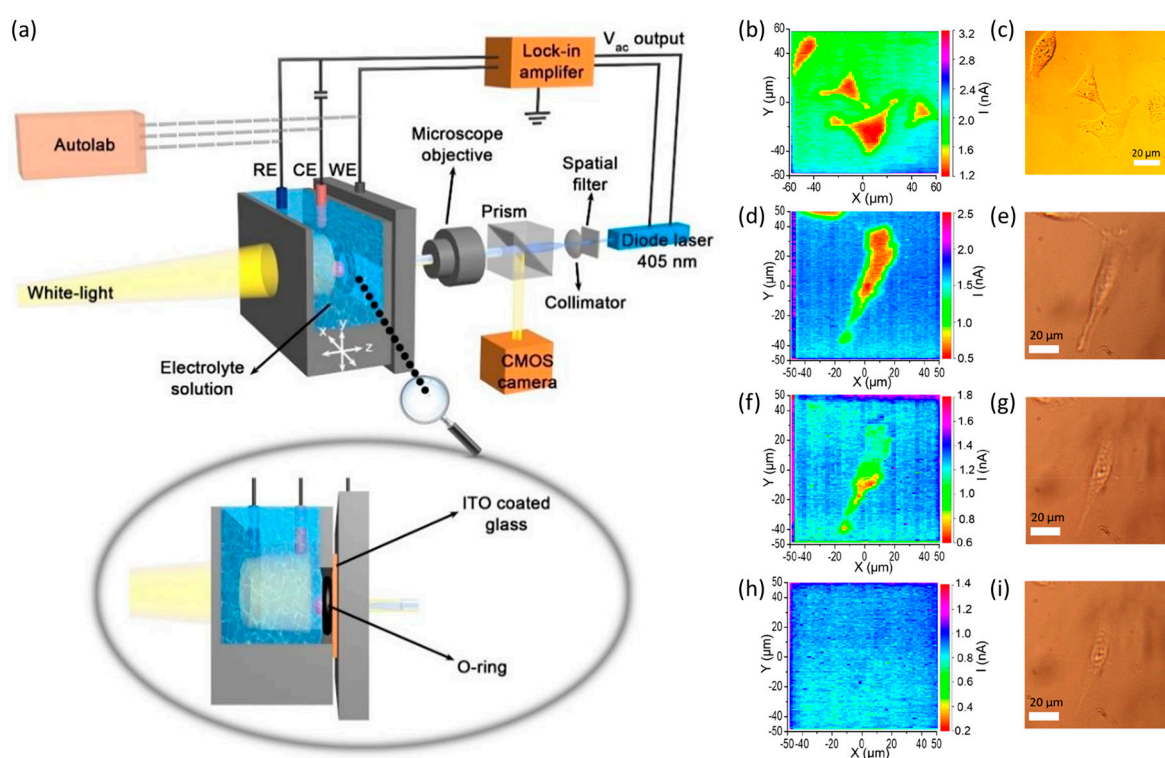 (a)
Lock-in
amplifer
V_ac output
Autolab
RE
CE
WE
Microscope
objective
Spatial
filter
Prism
Diode laser
405 nm
Collimator
White-light
x
y
z
Electrolyte
solution
CMOS
camera
ITO coated
glass
O-ring
(b)
Y (µm)
60
40
20
0
-20
-40
-60
-60
-40
-20
0
20
40
60
X (µm)
3.2
2.8
2.4
2.0
1.6
1.2
I (nA)
(c)
20 µm
(d)
Y (µm)
50
40
20
0
-20
-40
-50
-50-40
-20
0
20
40 50
X (µm)
2.5
2.0
1.5
1.0
0.5
I (nA)
(e)
20 µm
(f)
Y (µm)
50
40
20
0
-20
-40
-50
-50-40
-20
0
20
40 50
X (µm)
1.8
1.6
1.4
1.2
1.0
0.8
0.6
I (nA)
(g)
20 µm
(h)
Y (µm)
50
40
20
0
-20
-40
-50
-50-40
-20
0
20
40 50
X (µm)
1.4
1.2
1.0
0.8
0.6
0.4
0.2
I (nA)
(i)
20 µm